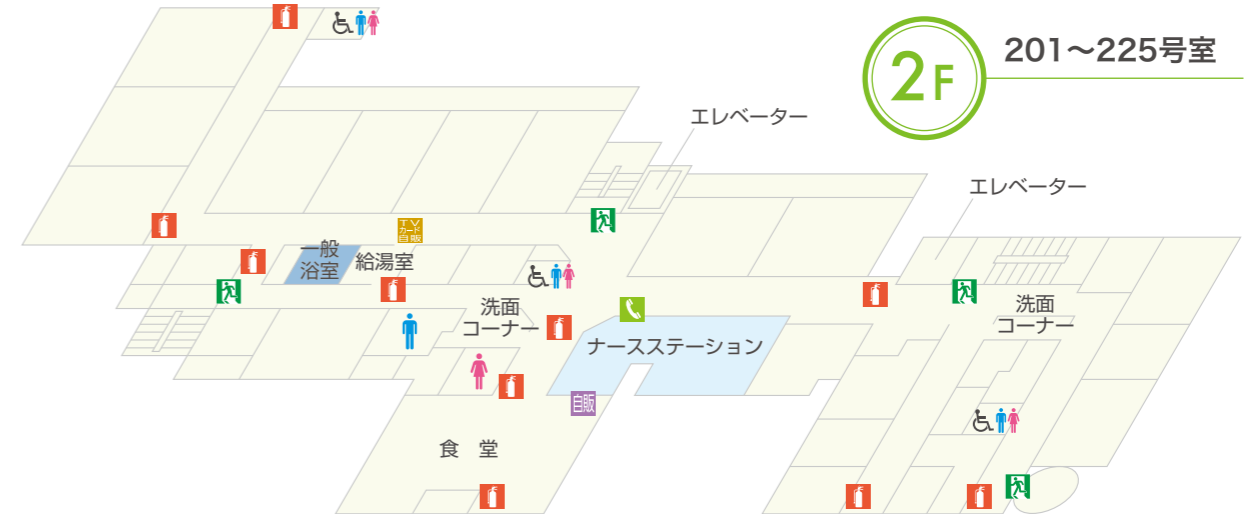 2F
201〜225号室
エレベーター
エレベーター
TV
カード
自販
一般
浴室
給湯室
洗面
コーナー
洗面
コーナー
ナースステーション
自販
食 堂